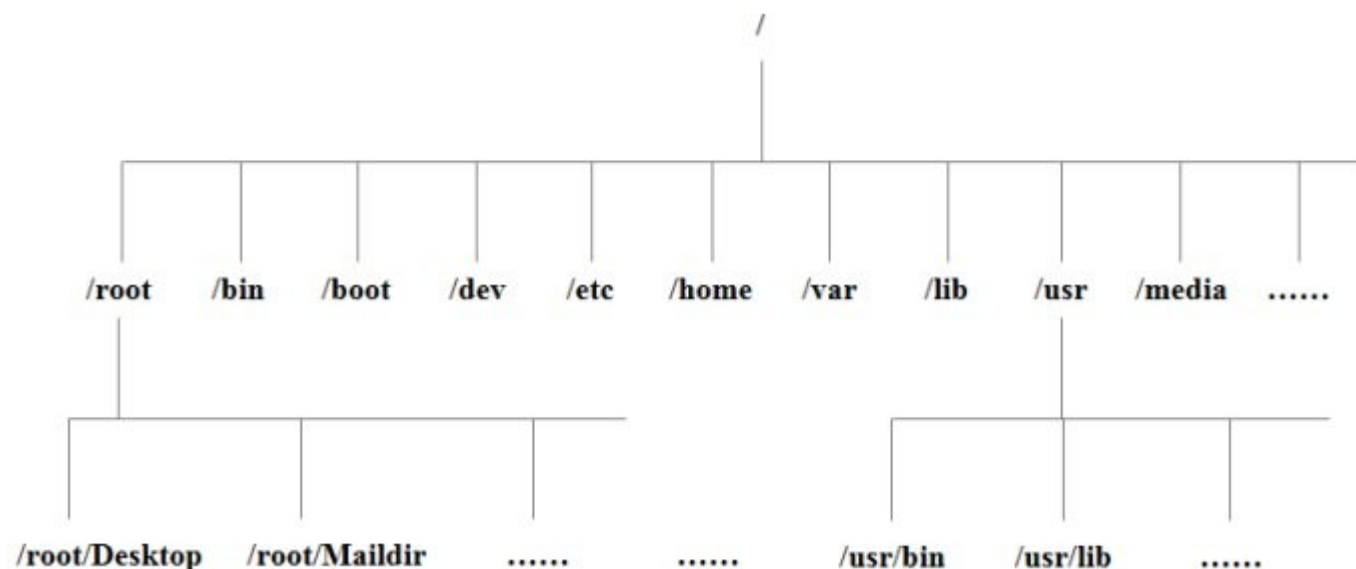 /
/root /bin /boot /dev /etc /home /var /lib /usr /media ......
/root/Desktop /root/Maildir ...... ...... /usr/bin /usr/lib ......